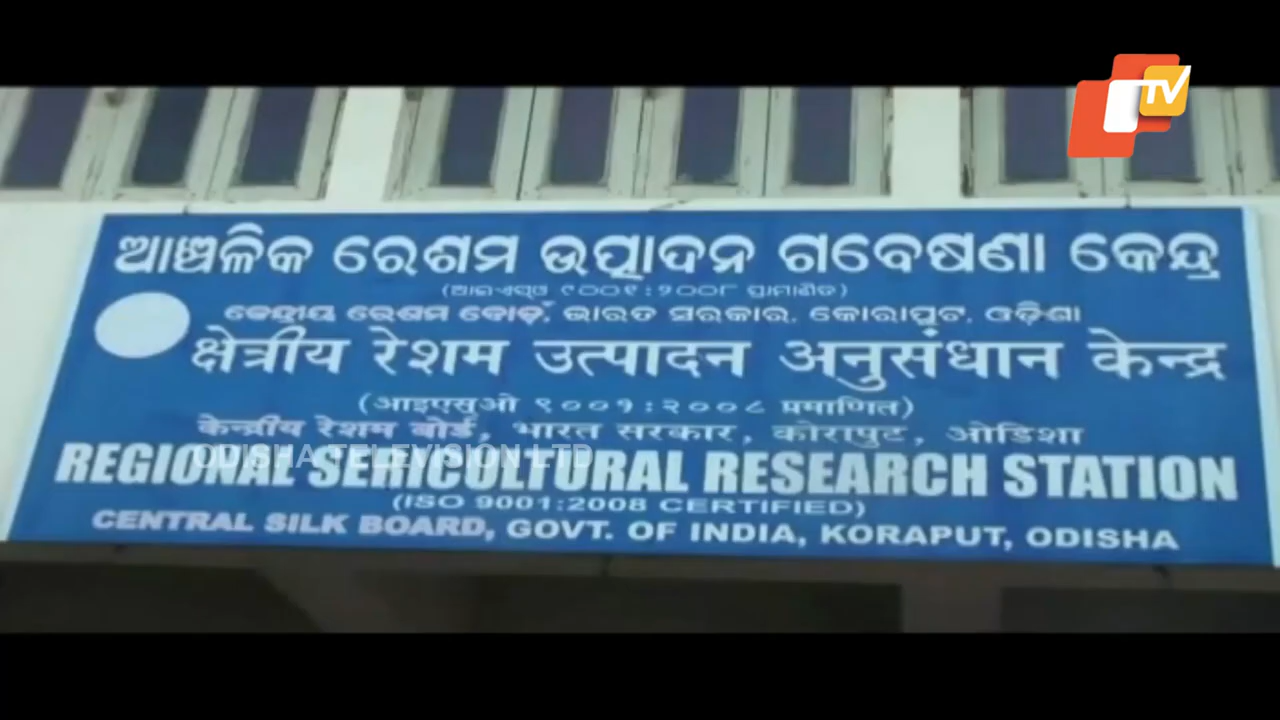 TV
ଆଞ୍ଚଳିକ ରେଶମ ଉତ୍ପାଦନ ଗବେଷଣା କେନ୍ଦ୍ର
(ଆଇଏସ୍ଓ ୯୦୦୧:୨୦୦୮ ପ୍ରାମାଣିତ)
କେନ୍ଦ୍ରୀୟ ରେଶମ ବୋର୍ଡ଼, ଭାରତ ସରକାର, କୋରାପୁଟ, ଓଡ଼ିଶା
क्षेत्रीय रेशम उत्पादन अनुसंधान केन्द्र
(आइएसओ ९००१:२००८ प्रमाणित)
केन्द्रीय रेशम बोर्ड, भारत सरकार, कोरापुट, ओडिशा
ODISHA TELEVISION LTD
REGIONAL SERICULTURAL RESEARCH STATION
(ISO 9001:2008 CERTIFIED)
CENTRAL SILK BOARD, GOVT. OF INDIA, KORAPUT, ODISHA